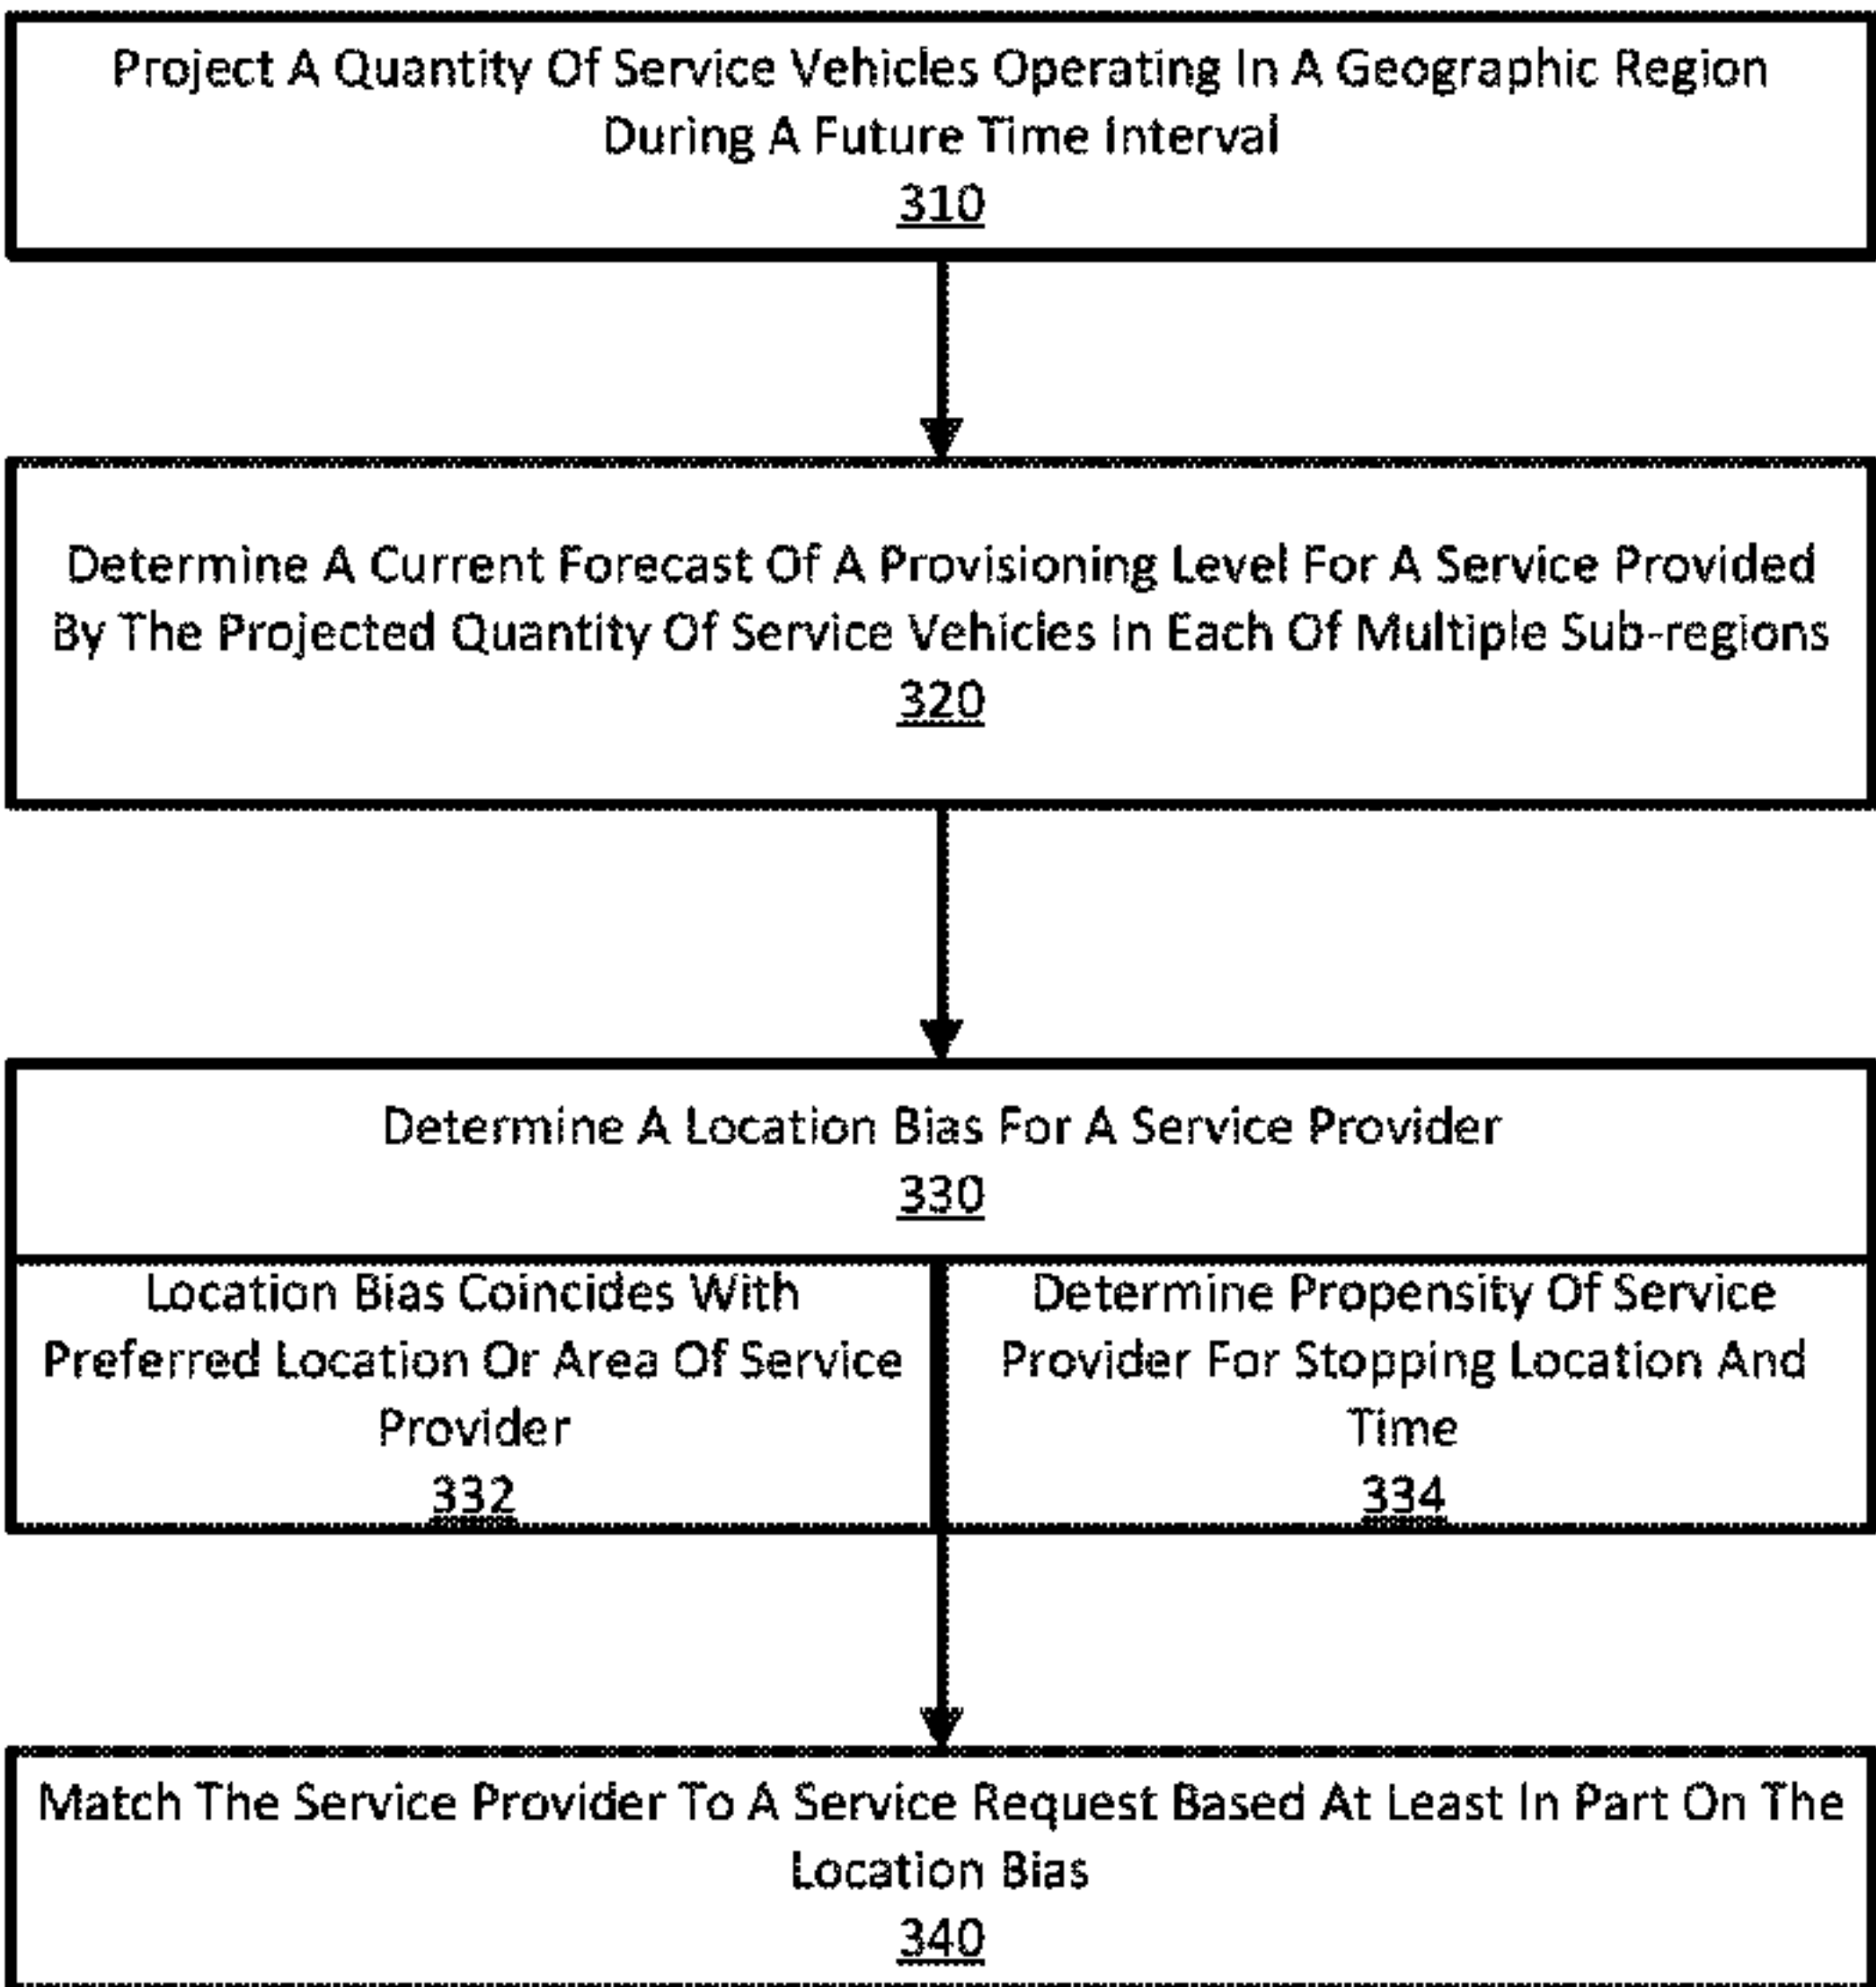 Project A Quantity Of Service Vehicles Operating In A Geographic Region
During A Future Time Interval
310
Determine A Current Forecast Of A Provisioning Level For A Service Provided
By The Projected Quantity Of Service Vehicles In Each Of Multiple Sub-regions
320
Determine A Location Bias For A Service Provider
330
Location Bias Coincides With
Preferred Location Or Area Of Service
Provider
332
Determine Propensity Of Service
Provider For Stopping Location And
Time
334
Match The Service Provider To A Service Request Based At Least In Part On The
Location Bias
340